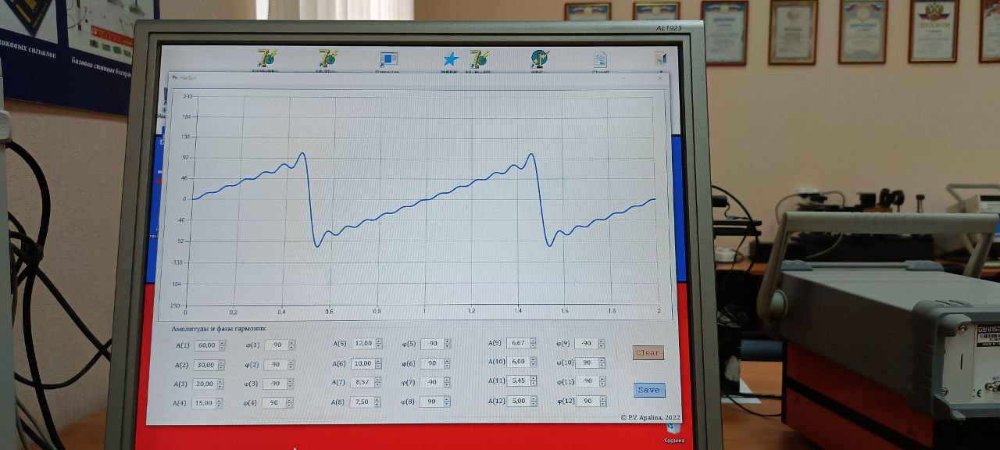 AL1923
иковых сигналов
Базовая станция беспро
HarSyn
230
184
138
92
46
0
46
-92
-138
-184
-230
0 0,2 0,6 0,8 1 1,2 1,4 1,6 1,8 2
Амплитуды и фазы гармоник
A(1) 60,00 φ(1) -90 A(5) 12,00 φ(5) 90 A(9) 6,67 φ(9) -90
A(2) 30,00 φ(2) 90 A(6) 10,00 φ(6) 90 A(10) 6,00 φ(10) 90
A(3) 20,00 φ(3) -90 A(7) 8,57 φ(7) -90 A(11) 5,45 φ(11) -90
A(4) 15,00 φ(4) 90 A(8) 7,50 φ(8) 90 A(12) 5,00 φ(12) 90
Clear
Save
© P.V. Apalina, 2022
Корзина
GW INST
ДИПЛОМ